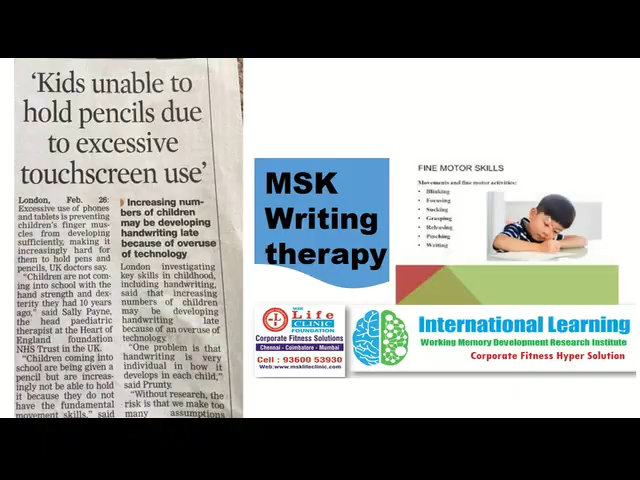 ‘Kids unable to
hold pencils due
to excessive
touchscreen use’
London, Feb. 26:
Excessive use of phones
and tablets is preventing
children's finger mus-
cles from developing
sufficiently, making it
increasingly hard for
them to hold pens and
pencils, UK doctors say.
“Children are not com-
ing into school with the
hand strength and dex-
terity they had 10 years
ago,” said Sally Payne,
the head paediatric
therapist at the Heart of
England foundation
NHS Trust in the UK.
“Children coming into
school are being given a
pencil but are increas-
ingly not be able to hold
it because they do not
have the fundamental
movement skills,” said
Increasing num-
bers of children
may be developing
handwriting late
because of overuse
of technology
London investigating
key skills in childhood,
including handwriting,
said that increasing
numbers of children
may be developing
handwriting late
because of an overuse of
technology.
“One problem is that
handwriting is very
individual in how it
develops in each child,”
said Prunty.
“Without research, the
risk is that we make too
many assumptions
MSK
Writing
therapy
FINE MOTOR SKILLS
Movements and fine motor activities:
• Blinking
• Focusing
• Sucking
• Grasping
• Releasing
• Pinching
• Writing
MSK
Life
CLINIC
FOUNDATION
Corporate Fitness Solutions
Chennai - Coimbatore - Mumbai
Cell : 93600 53930
Web:www.msklifeclinic.com
International Learning
Working Memory Development Research Institute
Corporate Fitness Hyper Solution